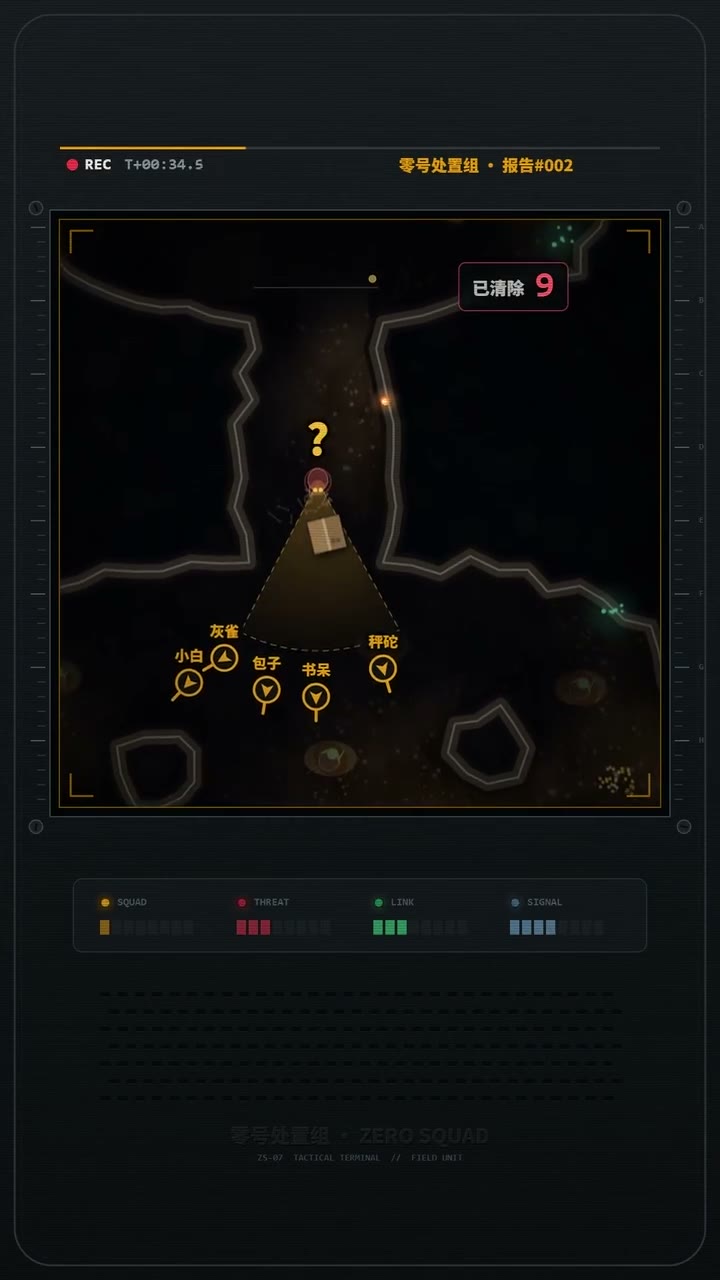 REC T+00:34.5
零号处置组 · 报告#002
已清除 9
?
灰雀
小白
包子
书呆
秤砣
SQUAD
THREAT
LINK
SIGNAL
零号处置组 · ZERO SQUAD
ZS-07 TACTICAL TERMINAL // FIELD UNIT